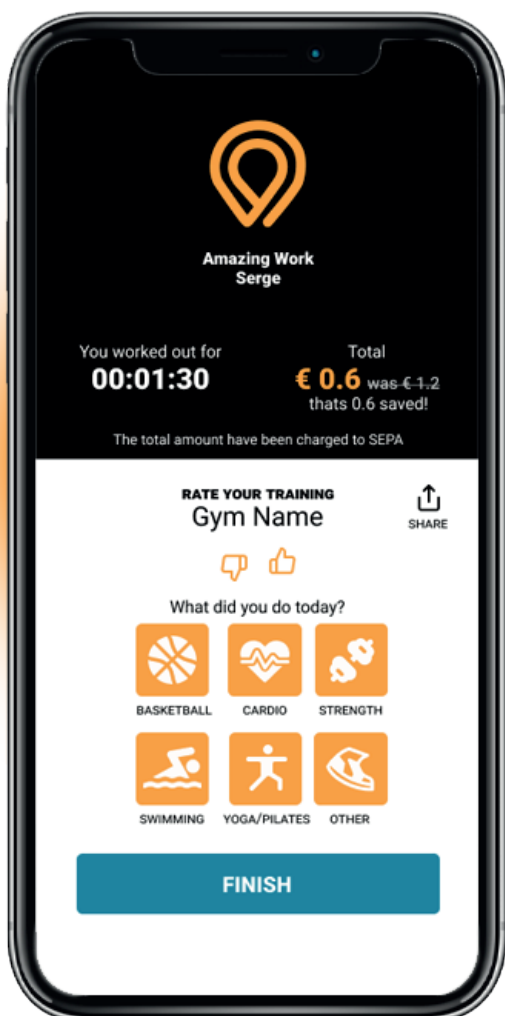 Amazing Work
Serge
You worked out for
00:01:30
Total
€ 0.6 was € 1.2
thats 0.6 saved!
The total amount have been charged to SEPA
RATE YOUR TRAINING
Gym Name
SHARE
What did you do today?
BASKETBALL CARDIO STRENGTH
SWIMMING YOGA/PILATES OTHER
FINISH